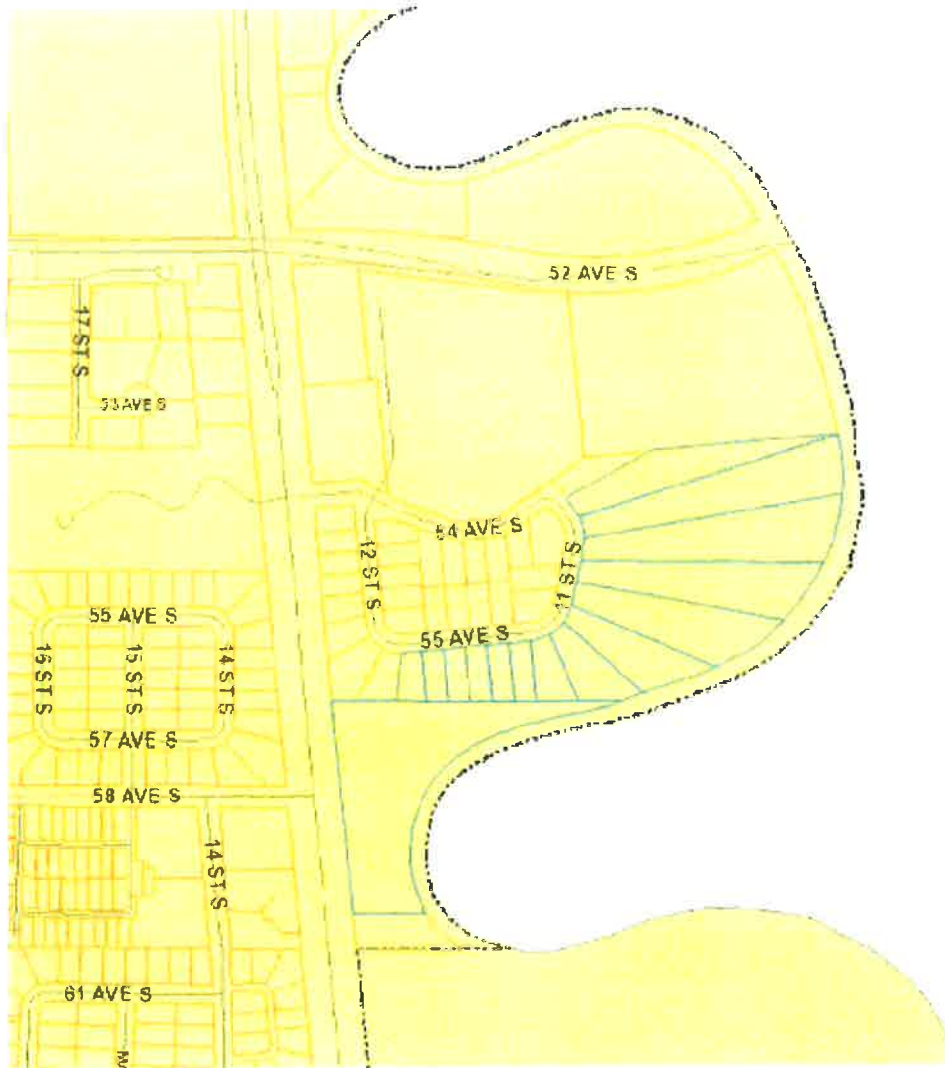 52 AVE S
17 ST S
53 AVE S
54 AVE S
12 ST S
11 ST S
55 AVE S
55 AVE S
16 ST S
15 ST S
14 ST S
57 AVE S
58 AVE S
14 ST S
61 AVE S